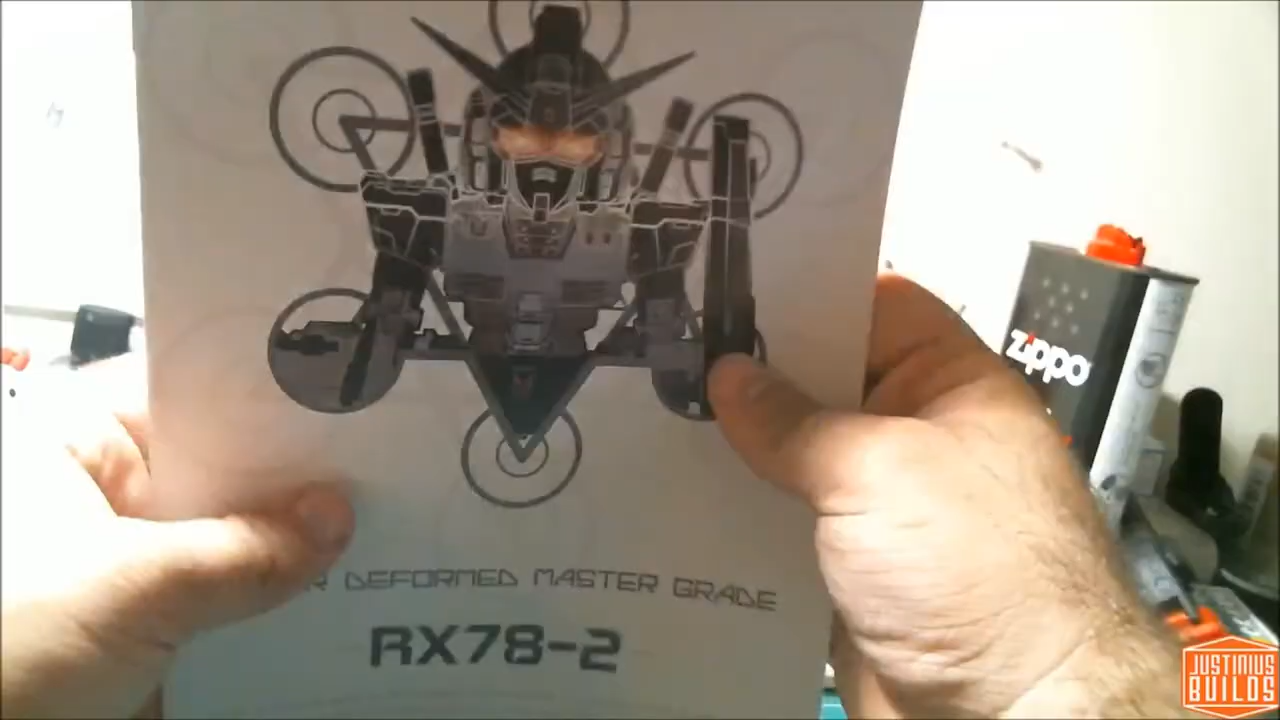 zippo
R DEFORMED MASTER GRADE
RX78-2
JUSTINIUS
BUILDS